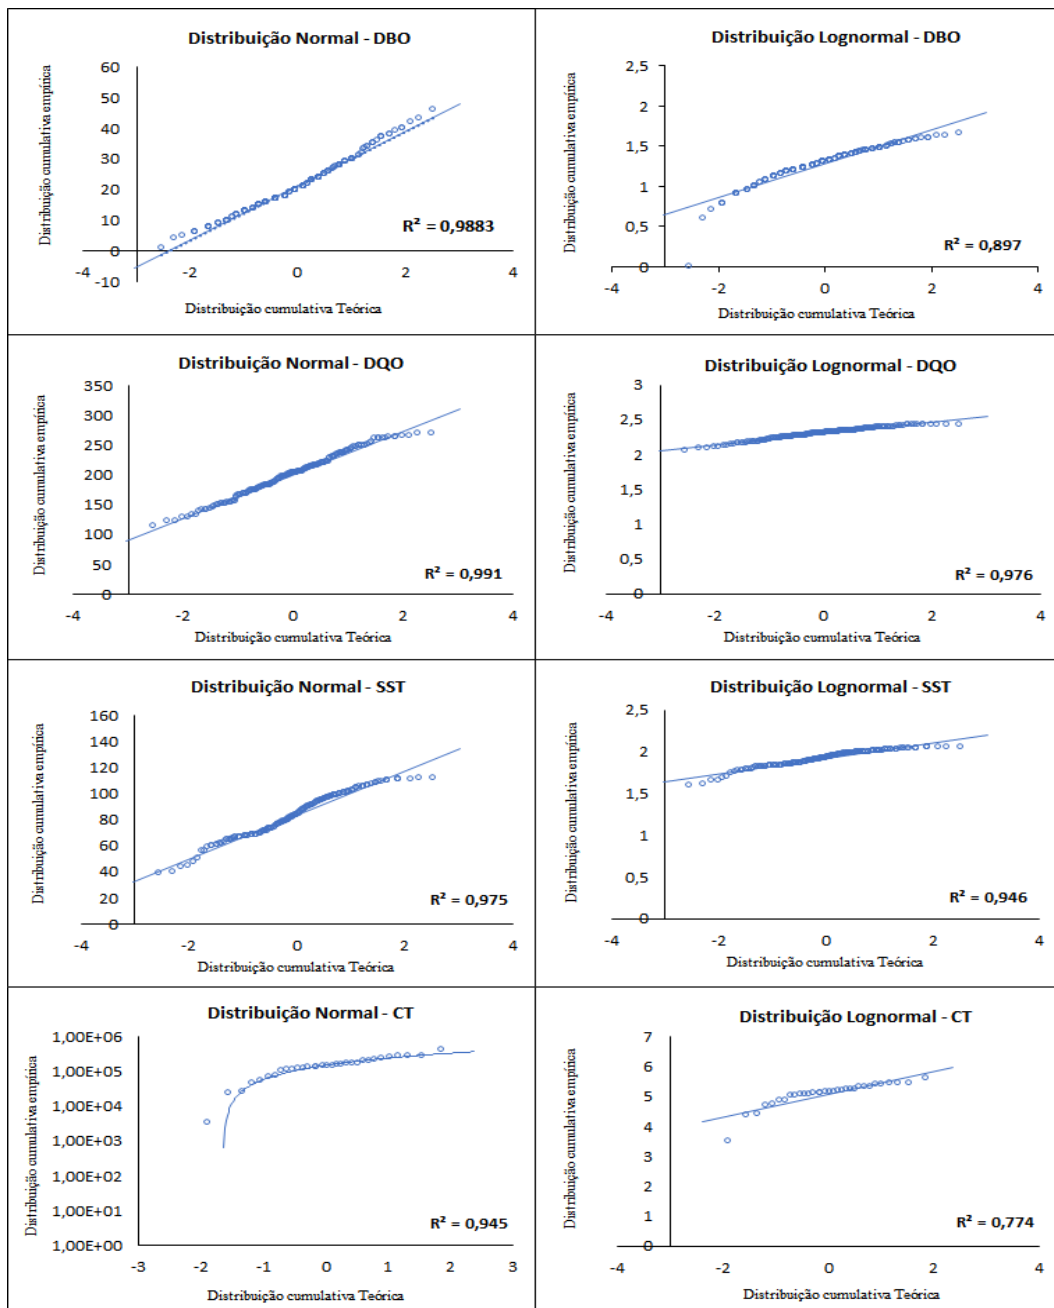 Distribuição Normal - DBO
Distribuição cumulativa empírica
60
50
40
30
20
10
0
-10
-2
0
2
4
R² = 0,9883
Distribuição cumulativa Teórica
Distribuição Lognormal - DBO
Distribuição cumulativa empírica
2,5
2
1,5
1
0,5
0
-4
-2
0
2
4
R² = 0,897
Distribuição cumulativa Teórica
Distribuição Normal - DQO
Distribuição cumulativa empírica
350
300
250
200
150
100
50
0
-4
-2
0
2
4
R² = 0,991
Distribuição cumulativa Teórica
Distribuição Lognormal - DQO
Distribuição cumulativa empírica
3
2,5
2
1,5
1
0,5
0
-4
-2
0
2
4
R² = 0,976
Distribuição cumulativa Teórica
Distribuição Normal - SST
Distribuição cumulativa empírica
160
140
120
100
80
60
40
20
0
-4
-2
0
2
4
R² = 0,975
Distribuição cumulativa Teórica
Distribuição Lognormal - SST
Distribuição cumulativa empírica
2,5
2
1,5
1
0,5
0
-4
-2
0
2
4
R² = 0,946
Distribuição cumulativa Teórica
Distribuição Normal - CT
Distribuição cumulativa empírica
1,00E+06
1,00E+05
1,00E+04
1,00E+03
1,00E+02
1,00E+01
1,00E+00
-3
-2
-1
0
1
2
3
R² = 0,945
Distribuição cumulativa Teórica
Distribuição Lognormal - CT
Distribuição cumulativa empírica
7
6
5
4
3
2
1
0
-4
-2
0
2
4
R² = 0,774
Distribuição cumulativa Teórica